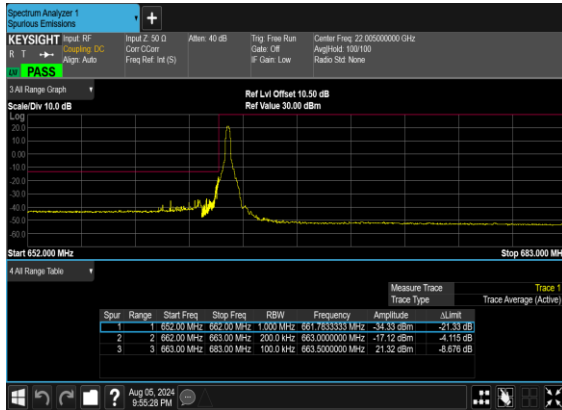 Spectrum Analyzer 1
Spurious Emissions
+
KEYSIGHT Input: RF Input Z: 50 Ω Atten: 40 dB Trig: Free Run Center Freq: 22.005000000 GHz
R T Coupling: DC Corr CCorr Gate: Off Avg|Hold: 100/100
Align: Auto Freq Ref: Int (S) IF Gain: Low Radio Std: None
LU PASS
3 All Range Graph
Ref Lvl Offset 10.50 dB
Scale/Div 10.0 dB Ref Value 30.00 dBm
Log
20.0
10.0
0.00
-10.0
-20.0
-30.0
-40.0
-50.0
-60.0
Start 652.000 MHz Stop 683.000 MH
4 All Range Table
Measure Trace Trace 1
Trace Type Trace Average (Active)
Spur Range Start Freq Stop Freq RBW Frequency Amplitude ΔLimit
1 1 652.00 MHz 662.00 MHz 1.000 MHz 661.7833333 MHz -34.33 dBm -21.33 dB
2 2 662.00 MHz 663.00 MHz 200.0 kHz 663.0000000 MHz -17.12 dBm -4.115 dB
3 3 663.00 MHz 683.00 MHz 100.0 kHz 663.5000000 MHz 21.32 dBm -8.676 dB
? Aug 05, 2024
9:55:28 PM